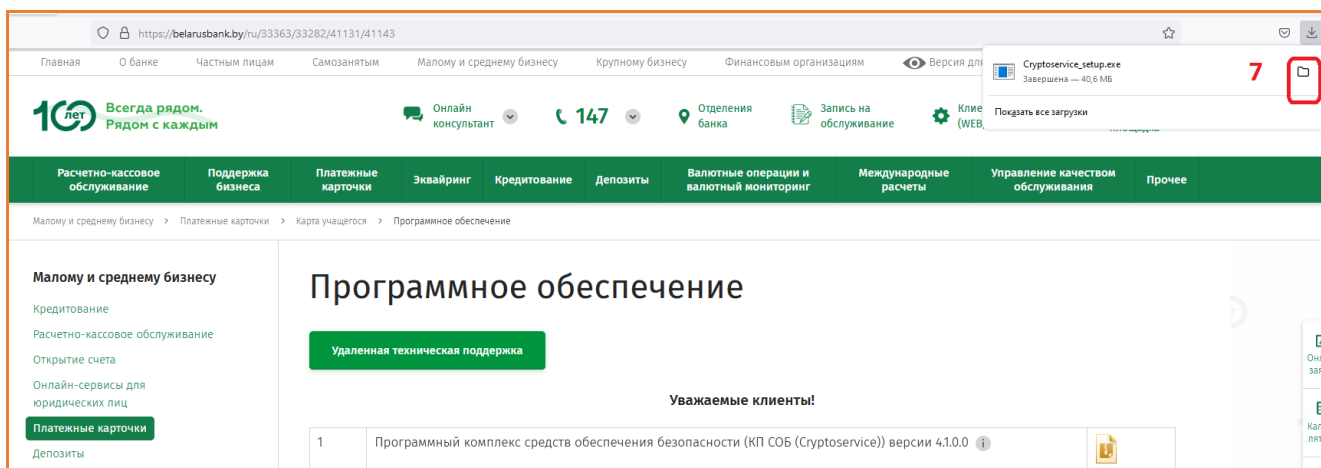 https://belarusbank.by/ru/33363/33282/41131/41143
Главная О банке Частным лицам Самозанятым Малому и среднему бизнесу Крупному бизнесу Финансовым организациям Версия для
Cryptoservice_setup.exe
Завершена — 40,6 МБ
7
Показать все загрузки
100 лет
Всегда рядом.
Рядом с каждым
Онлайн
консультант
147
Отделения
банка
Запись на
обслуживание
(WEB
Расчетно-кассовое
обслуживание
Поддержка
бизнеса
Платежные
карточки
Эквайринг
Кредитование
Депозиты
Валютные операции и
валютный мониторинг
Международные
расчеты
Управление качеством
обслуживания
Прочее
Малому и среднему бизнесу > Платежные карточки > Карта учащегося > Программное обеспечение
Малому и среднему бизнесу
Кредитование
Расчетно-кассовое обслуживание
Открытие счета
Онлайн-сервисы для
юридических лиц
Платежные карточки
Депозиты
Программное обеспечение
Удаленная техническая поддержка
Уважаемые клиенты!
1 Программный комплекс средств обеспечения безопасности (КП СОБ (Cryptoservice)) версии 4.1.0.0 i